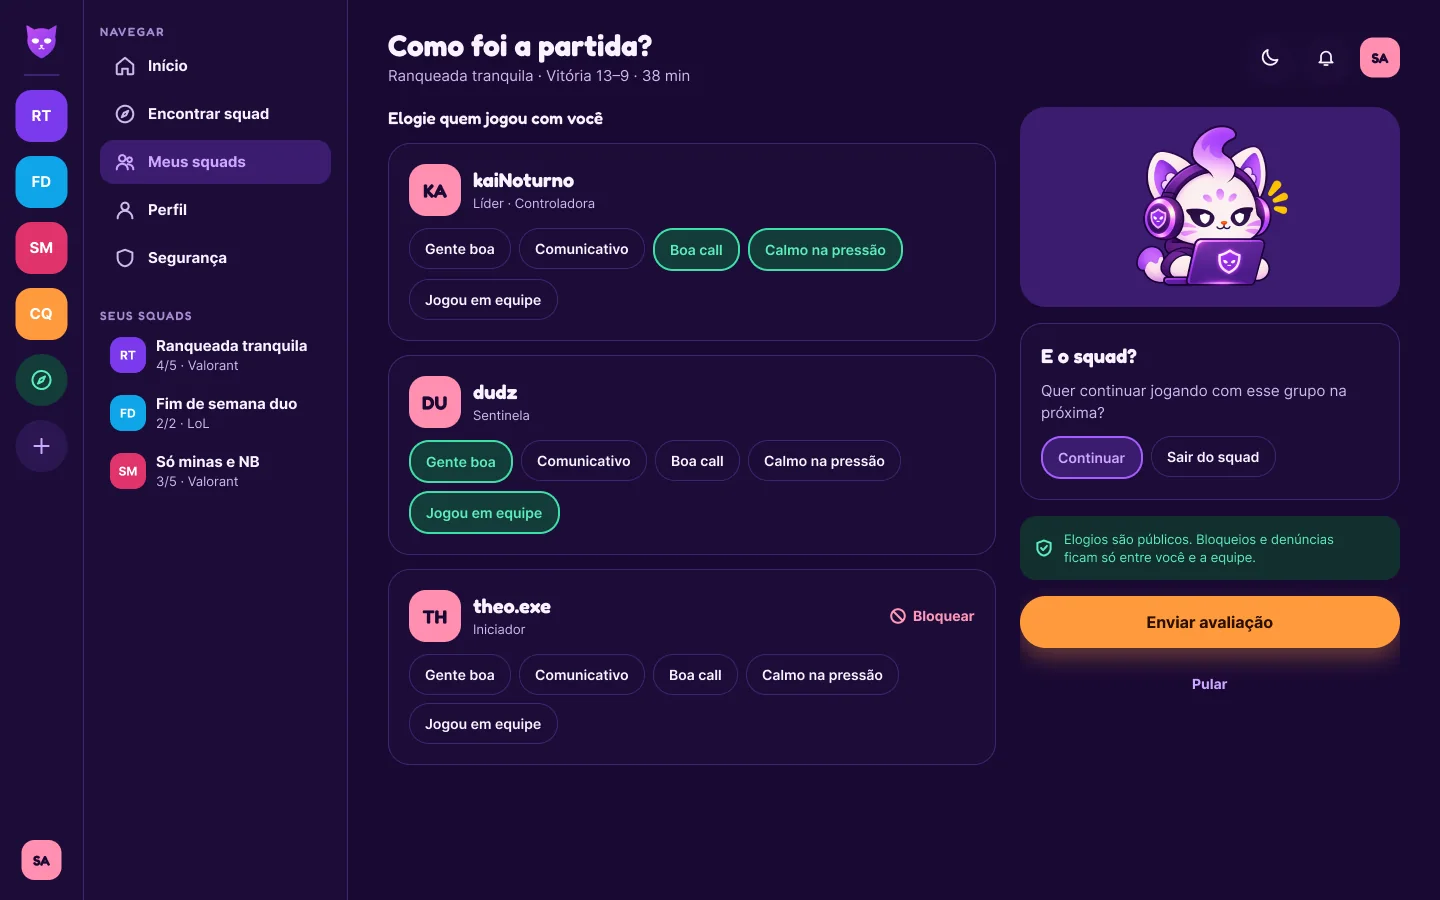 RT
FD
SM
CQ
SA
NAVEGAR
Início
Encontrar squad
Meus squads
Perfil
Segurança
SEUS SQUADS
RT
Ranqueada tranquila
4/5 · Valorant
FD
Fim de semana duo
2/2 · LoL
SM
Só minas e NB
3/5 · Valorant
Como foi a partida?
Ranqueada tranquila · Vitória 13–9 · 38 min
SA
Elogie quem jogou com você
KA
kaiNoturno
Líder · Controladora
Gente boa
Comunicativo
Boa call
Calmo na pressão
Jogou em equipe
DU
dudz
Sentinela
Gente boa
Comunicativo
Boa call
Calmo na pressão
Jogou em equipe
TH
theo.exe
Iniciador
Bloquear
Gente boa
Comunicativo
Boa call
Calmo na pressão
Jogou em equipe
E o squad?
Quer continuar jogando com esse grupo na
próxima?
Continuar
Sair do squad
Elogios são públicos. Bloqueios e denúncias
ficam só entre você e a equipe.
Enviar avaliação
Pular